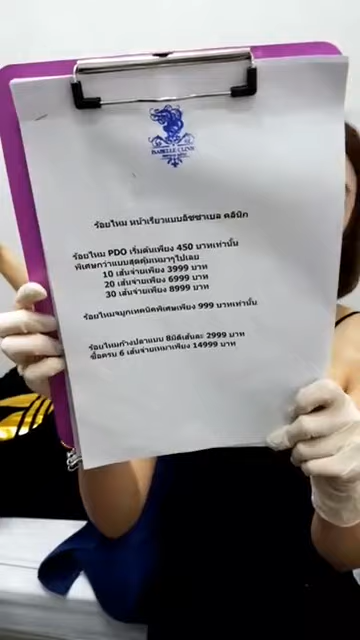 ISABELLE CLINIC
ร้อยไหม หน้าเรียวแบบอิซซาเบล คลินิก
ร้อยไหม PDO เริ่มต้นเพียง 450 บาทเท่านั้น
พิเศษกว่าแบบสุดคุ้มเหมาๆไปเลย
10 เส้นจ่ายเพียง 3999 บาท
20 เส้นจ่ายเพียง 6999 บาท
30 เส้นจ่ายเพียง 8999 บาท
ร้อยไหมจมูกเทคนิคพิเศษเพียง 999 บาทเท่านั้น
ร้อยไหมก้างปลาแบบ 8มิติเส้นละ 2999 บาท
ซื้อครบ 6 เส้นจ่ายเหมาเพียง 14999 บาท